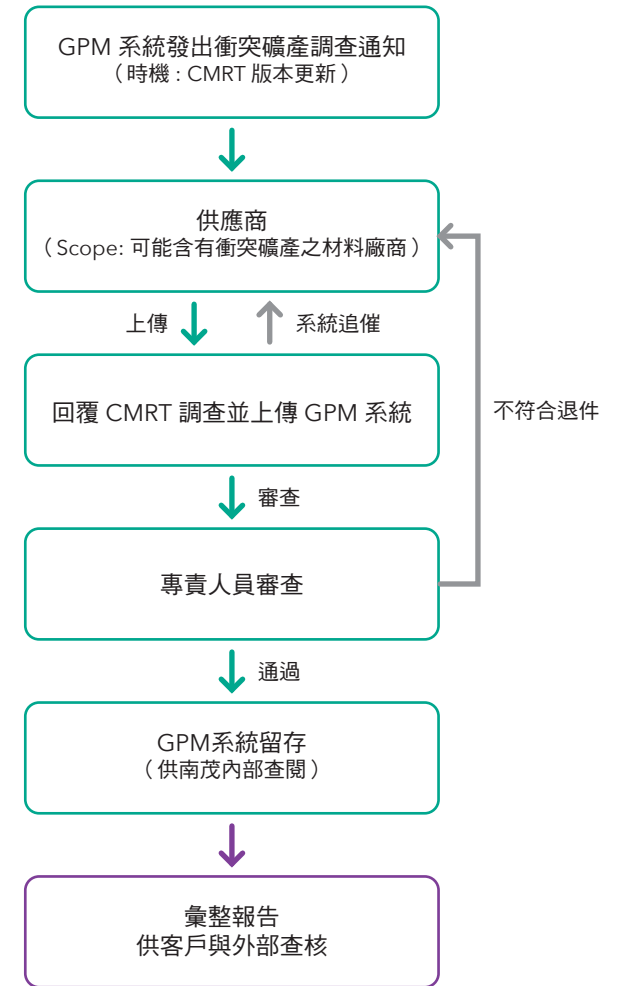 GPM 系統發出衝突礦產調查通知
（時機 : CMRT 版本更新）
供應商
（Scope: 可能含有衝突礦產之材料廠商）
上傳
系統追催
回覆 CMRT 調查並上傳 GPM 系統
不符合退件
審查
專責人員審查
通過
GPM系統留存
（供南茂內部查閱）
彙整報告
供客戶與外部查核